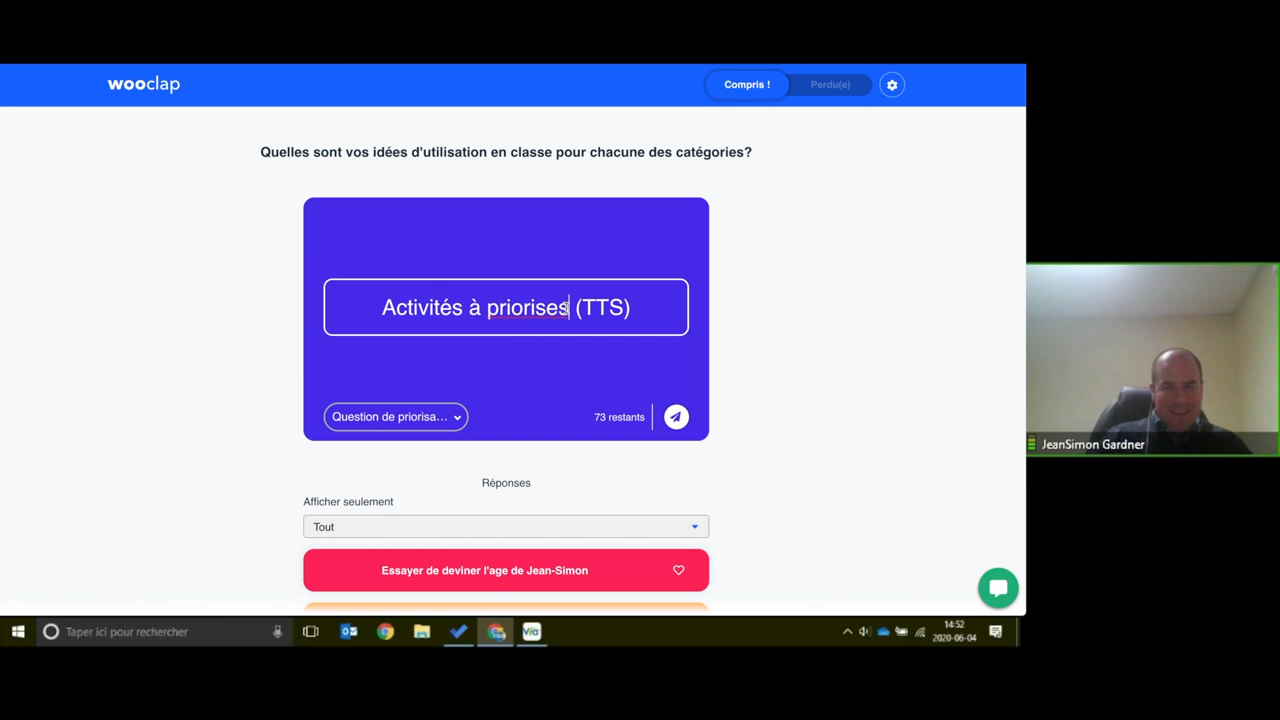 wooclap
Compris !
Perdu(e)
Quelles sont vos idées d'utilisation en classe pour chacune des catégories?
Activités à priorises (TTS)
Question de priorisa...
73 restants
Réponses
Afficher seulement
Tout
Essayer de deviner l'age de Jean-Simon
JeanSimon Gardner
Taper ici pour rechercher
Via
14:52
2020-06-04